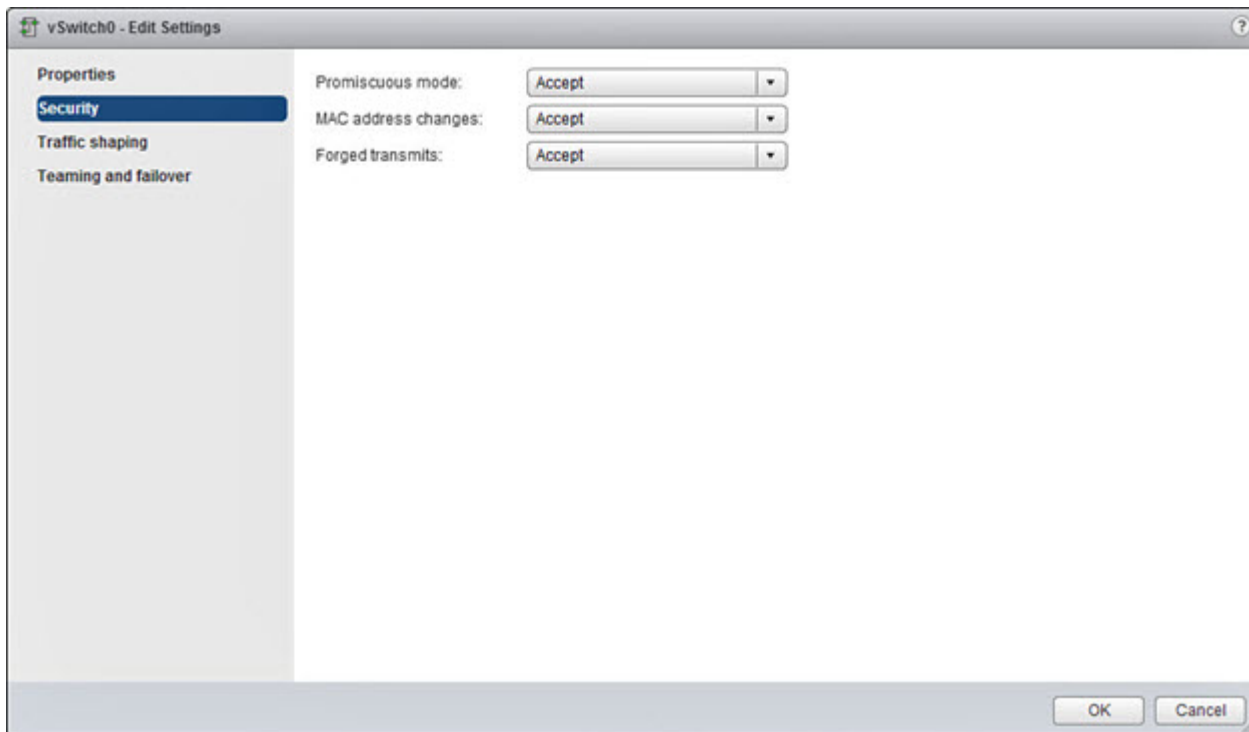 vSwitch0 - Edit Settings
?
Properties
Security
Traffic shaping
Teaming and failover
Promiscuous mode: Accept
MAC address changes: Accept
Forged transmits: Accept
OK Cancel